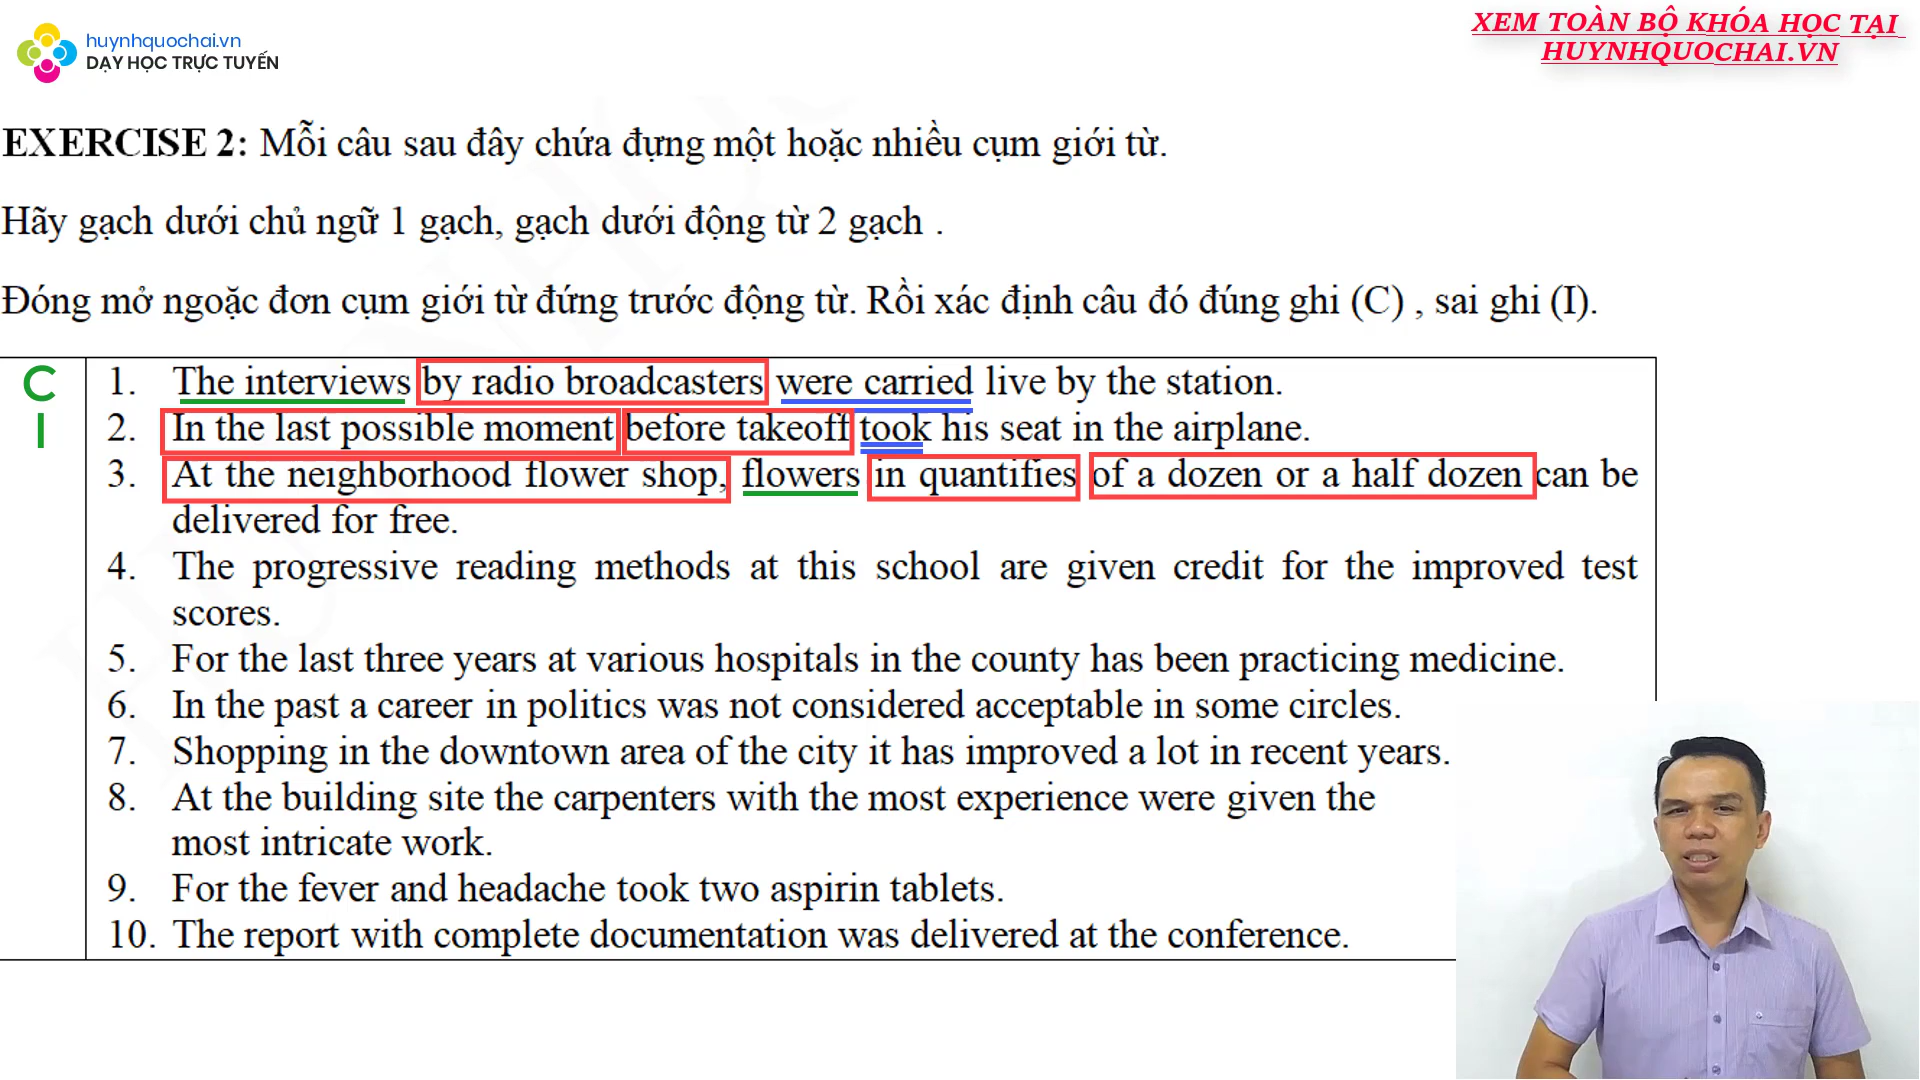 huynhquochai.vn
DẠY HỌC TRỰC TUYẾN
XEM TOÀN BỘ KHÓA HỌC TẠI
HUYNHQUOCHAI.VN
EXERCISE 2: Mỗi câu sau đây chứa đựng một hoặc nhiều cụm giới từ.
Hãy gạch dưới chủ ngữ 1 gạch, gạch dưới động từ 2 gạch .
Đóng mở ngoặc đơn cụm giới từ đứng trước động từ. Rồi xác định câu đó đúng ghi (C) , sai ghi (I).
C 1. The interviews by radio broadcasters were carried live by the station.
I 2. In the last possible moment before takeoff took his seat in the airplane.
3. At the neighborhood flower shop, flowers in quantifies of a dozen or a half dozen can be
delivered for free.
4. The progressive reading methods at this school are given credit for the improved test
scores.
5. For the last three years at various hospitals in the county has been practicing medicine.
6. In the past a career in politics was not considered acceptable in some circles.
7. Shopping in the downtown area of the city it has improved a lot in recent years.
8. At the building site the carpenters with the most experience were given the
most intricate work.
9. For the fever and headache took two aspirin tablets.
10. The report with complete documentation was delivered at the conference.